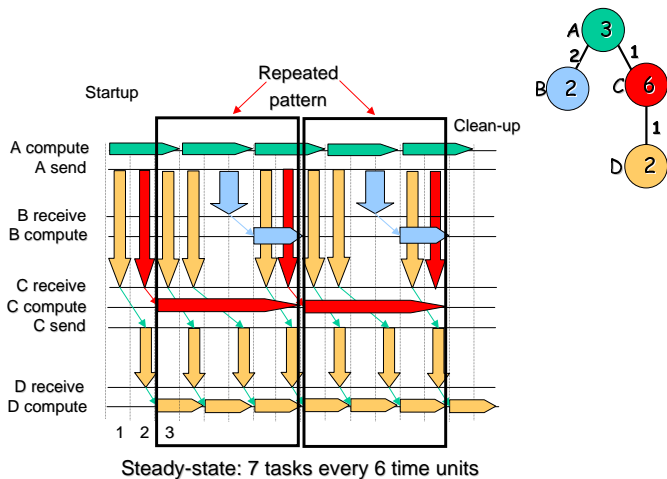 A
3
2
1
B
2
C
6
1
D
2
Repeated
pattern
Startup
Clean-up
A compute
A send
B receive
B compute
C receive
C compute
C send
D receive
D compute
1 2 3
Steady-state: 7 tasks every 6 time units